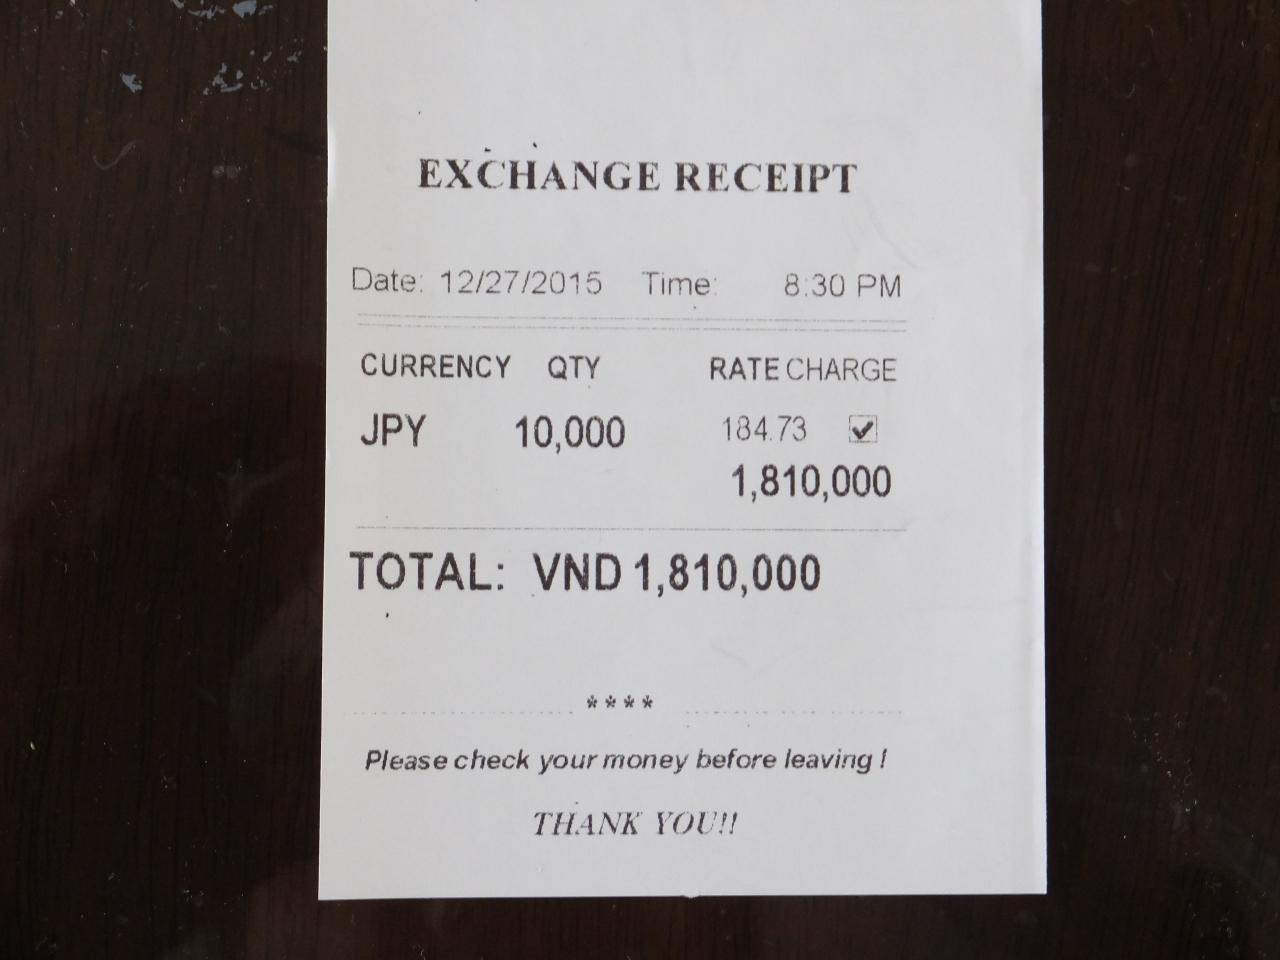 EXCHANGE RECEIPT
Date: 12/27/2015 Time: 8:30 PM
CURRENCY QTY RATE CHARGE
JPY 10,000 184.73
1,810,000
TOTAL: VND 1,810,000
****
Please check your money before leaving !
THANK YOU!!